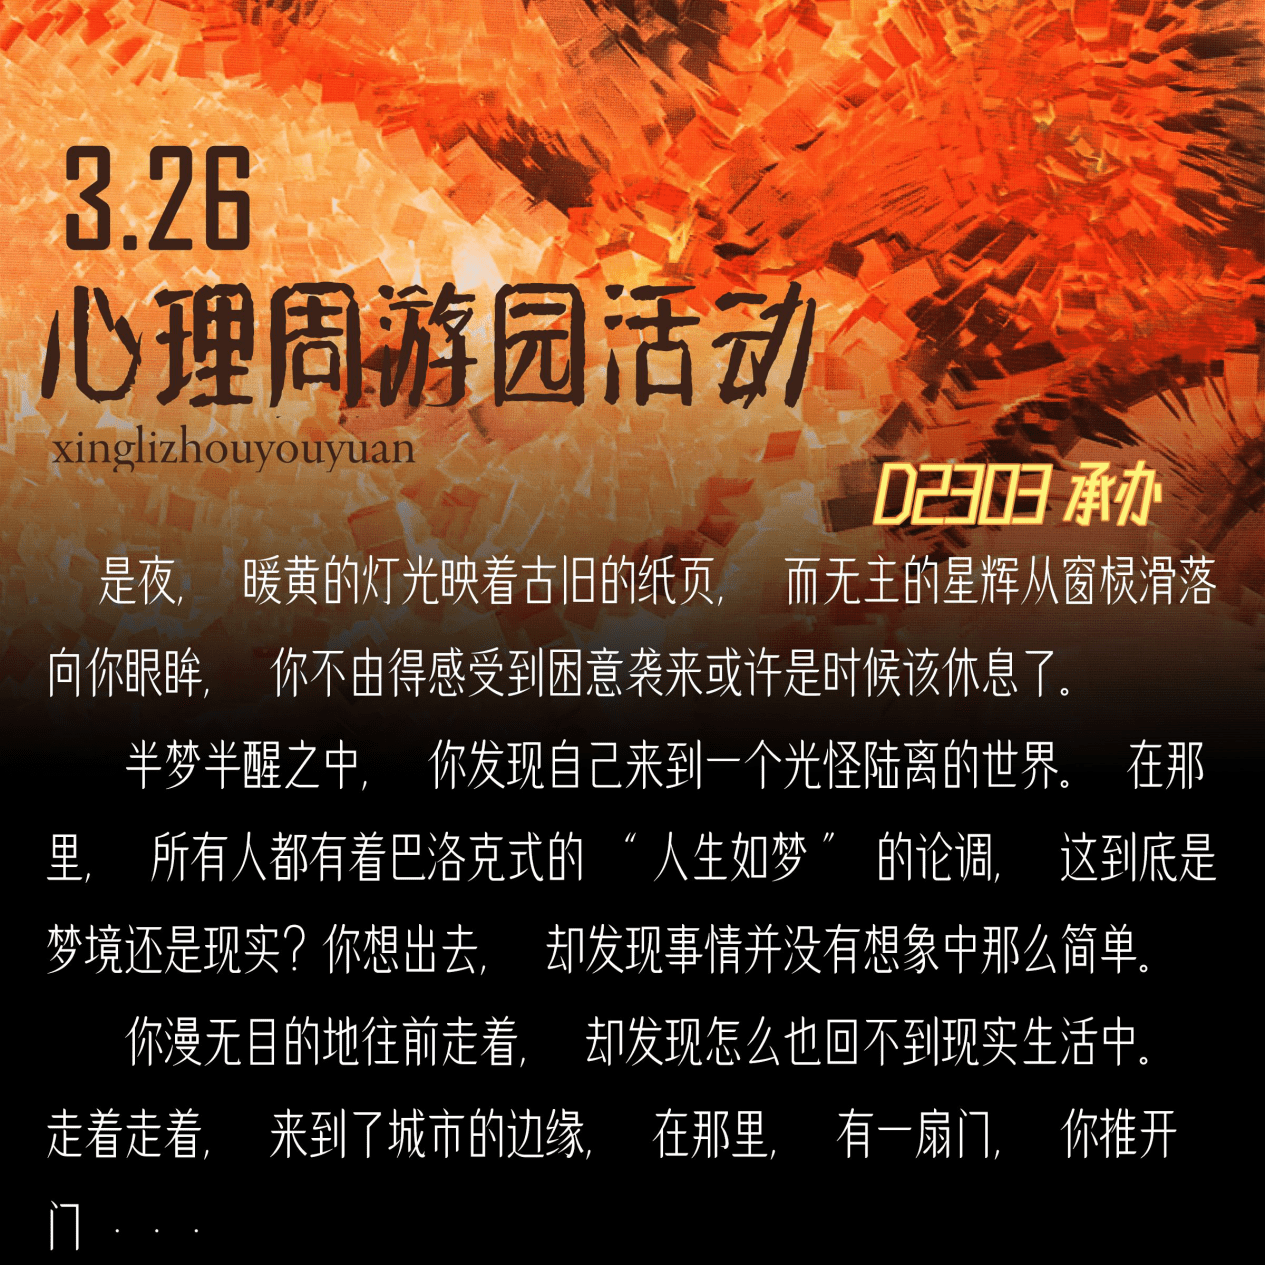 3.26
心理周游园活动
xinglizhouyouyuan
D2303 承办
是夜， 暖黄的灯光映着古旧的纸页， 而无主的星辉从窗棂滑落
向你眼眸， 你不由得感受到困意袭来或许是时候该休息了。
半梦半醒之中， 你发现自己来到一个光怪陆离的世界。 在那
里， 所有人都有着巴洛克式的 “人生如梦” 的论调， 这到底是
梦境还是现实？你想出去， 却发现事情并没有想象中那么简单。
你漫无目的地往前走着， 却发现怎么也回不到现实生活中。
走着走着， 来到了城市的边缘， 在那里， 有一扇门， 你推开
门 · · ·